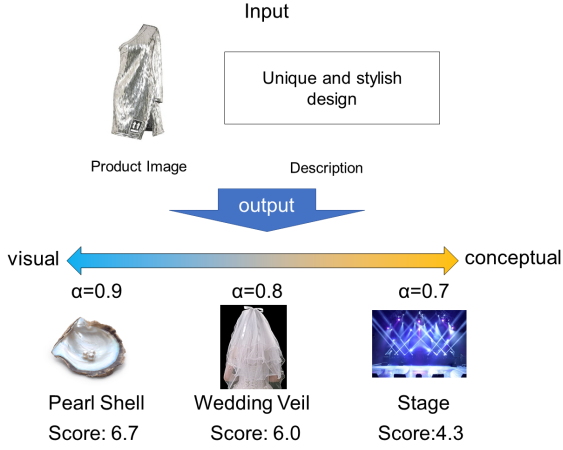 Input
Unique and stylish
design
Product Image
Description
output
visual
conceptual
α=0.9
α=0.8
α=0.7
Pearl Shell
Wedding Veil
Stage
Score: 6.7
Score: 6.0
Score:4.3